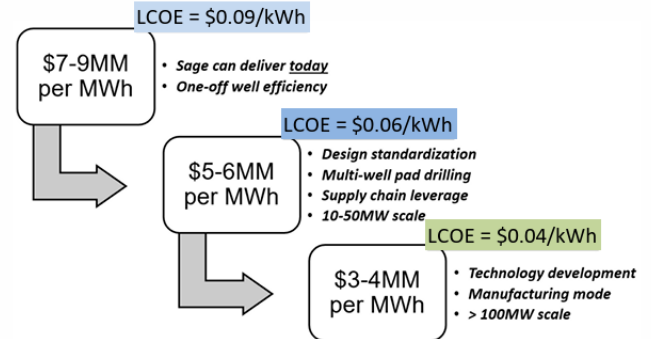 LCOE = $0.09/kWh
$7-9MM
per MWh
• Sage can deliver today
• One-off well efficiency
LCOE = $0.06/kWh
$5-6MM
per MWh
• Design standardization
• Multi-well pad drilling
• Supply chain leverage
• 10-50MW scale
LCOE = $0.04/kWh
$3-4MM
per MWh
• Technology development
• Manufacturing mode
• > 100MW scale